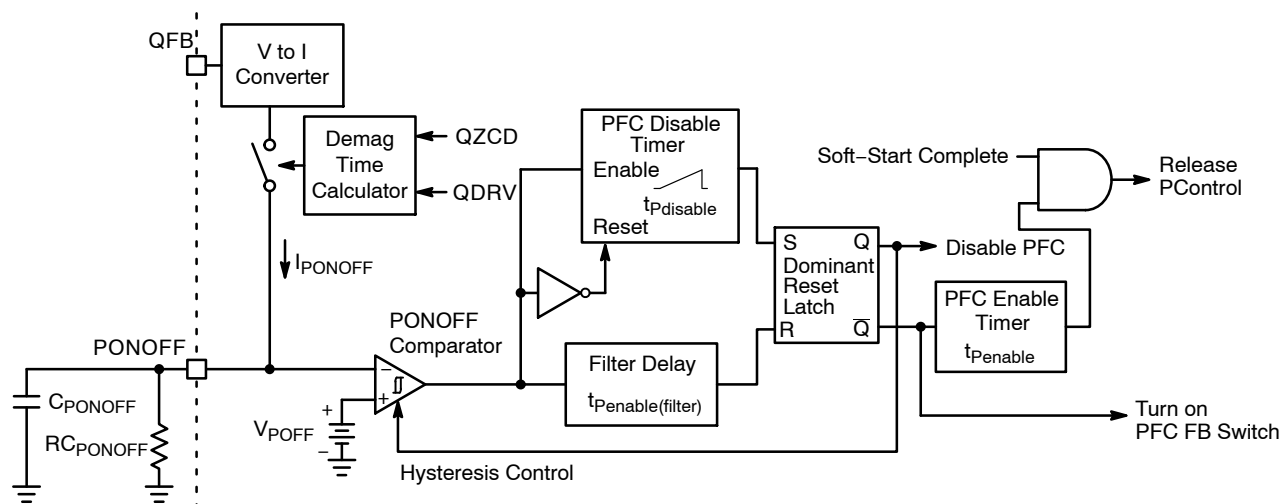 QFB
V to I
Converter
Demag
Time
Calculator
QZCD
QDRV
IPONOFF
PONOFF
CPONOFF
RCPONOFF
PONOFF
Comparator
−
+
+
VPOFF
−
Hysteresis Control
PFC Disable
Timer
Enable
tPdisable
Reset
Filter Delay
tPenable(filter)
S
Q
Dominant
Reset
Latch
R
Q̅
Soft−Start Complete
Release
PControl
Disable PFC
PFC Enable
Timer
tPenable
Turn on
PFC FB Switch